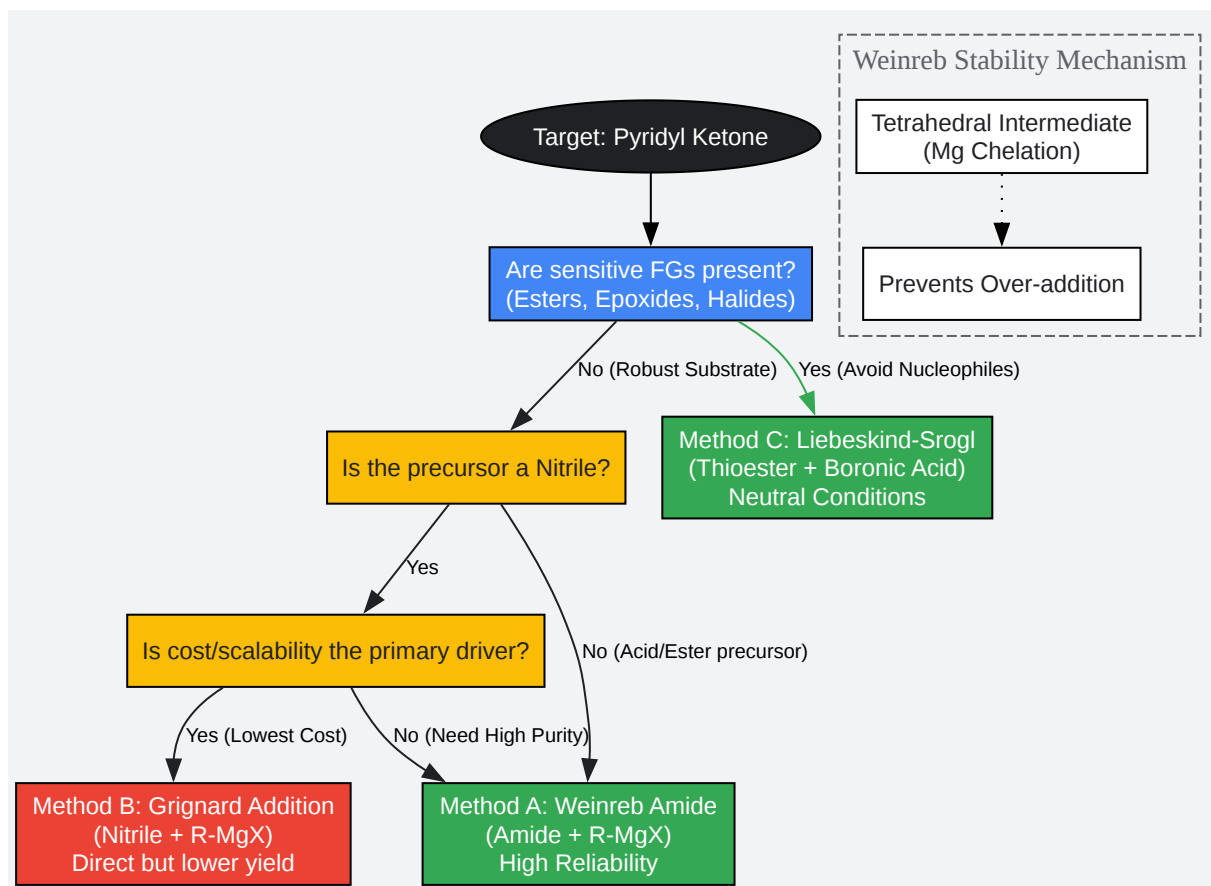 Weinreb Stability Mechanism
Tetrahedral Intermediate
(Mg Chelation)
Prevents Over-addition
Target: Pyridyl Ketone
Are sensitive FGs present?
(Esters, Epoxides, Halides)
No (Robust Substrate)
Yes (Avoid Nucleophiles)
Is the precursor a Nitrile?
Method C: Liebeskind-Srogl
(Thioester + Boronic Acid)
Neutral Conditions
Yes
Is cost/scalability the primary driver?
No (Acid/Ester precursor)
Yes (Lowest Cost)
No (Need High Purity)
Method B: Grignard Addition
(Nitrile + R-MgX)
Direct but lower yield
Method A: Weinreb Amide
(Amide + R-MgX)
High Reliability